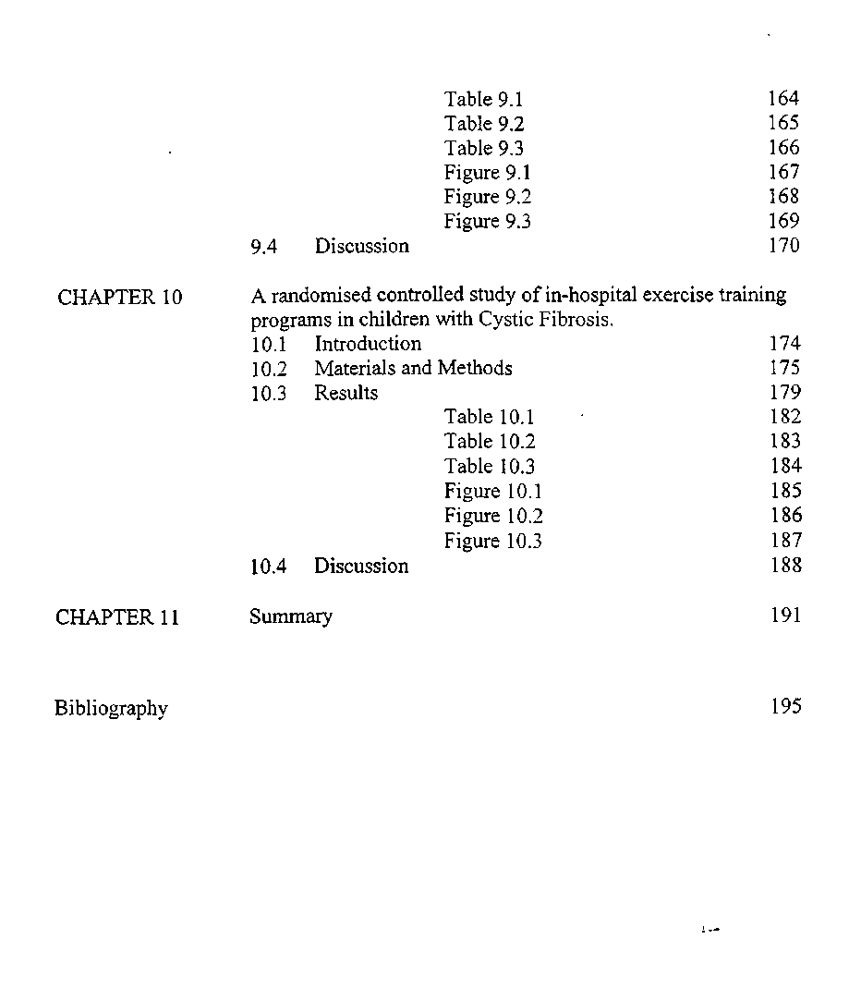 Table 9.1 164
Table 9.2 165
Table 9.3 166
Figure 9.1 167
Figure 9.2 168
Figure 9.3 169
9.4 Discussion 170
CHAPTER 10 A randomised controlled study of in-hospital exercise training
programs in children with Cystic Fibrosis.
10.1 Introduction 174
10.2 Materials and Methods 175
10.3 Results 179
Table 10.1 182
Table 10.2 183
Table 10.3 184
Figure 10.1 185
Figure 10.2 186
Figure 10.3 187
10.4 Discussion 188
CHAPTER 11 Summary 191
Bibliography 195